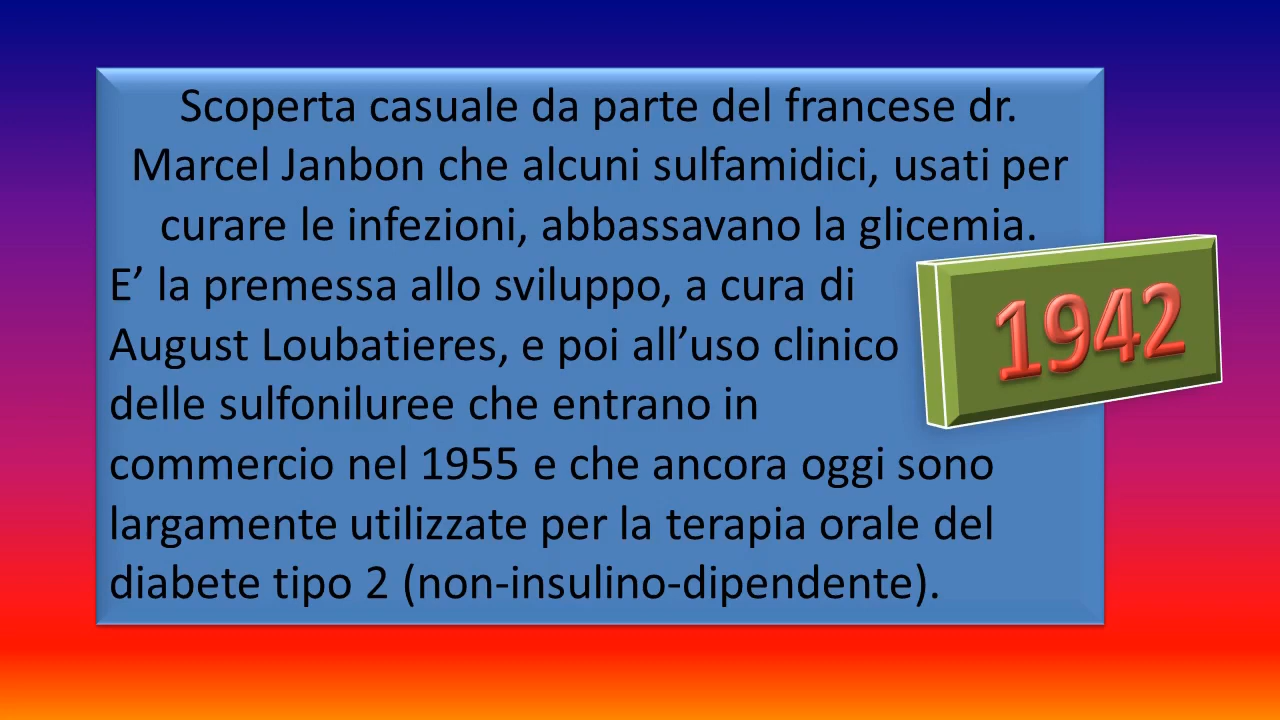 Scoperta casuale da parte del francese dr.
Marcel Janbon che alcuni sulfamidici, usati per
curare le infezioni, abbassavano la glicemia.
E’ la premessa allo sviluppo, a cura di
August Loubatieres, e poi all’uso clinico
delle sulfoniluree che entrano in
commercio nel 1955 e che ancora oggi sono
largamente utilizzate per la terapia orale del
diabete tipo 2 (non-insulino-dipendente).
1942